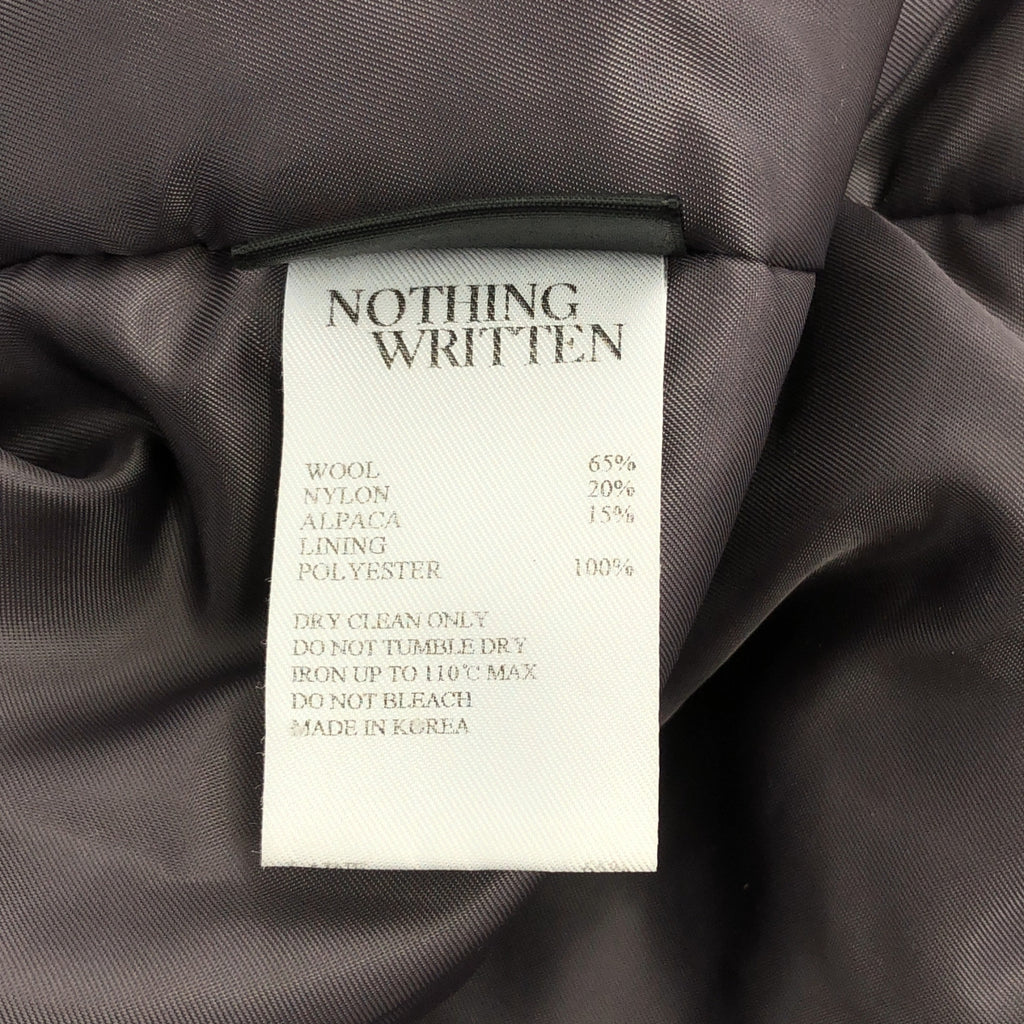 NOTHING
WRITTEN
WOOL 65%
NYLON 20%
ALPACA 15%
LINING
POLYESTER 100%
DRY CLEAN ONLY
DO NOT TUMBLE DRY
IRON UP TO 110℃ MAX
DO NOT BLEACH
MADE IN KOREA